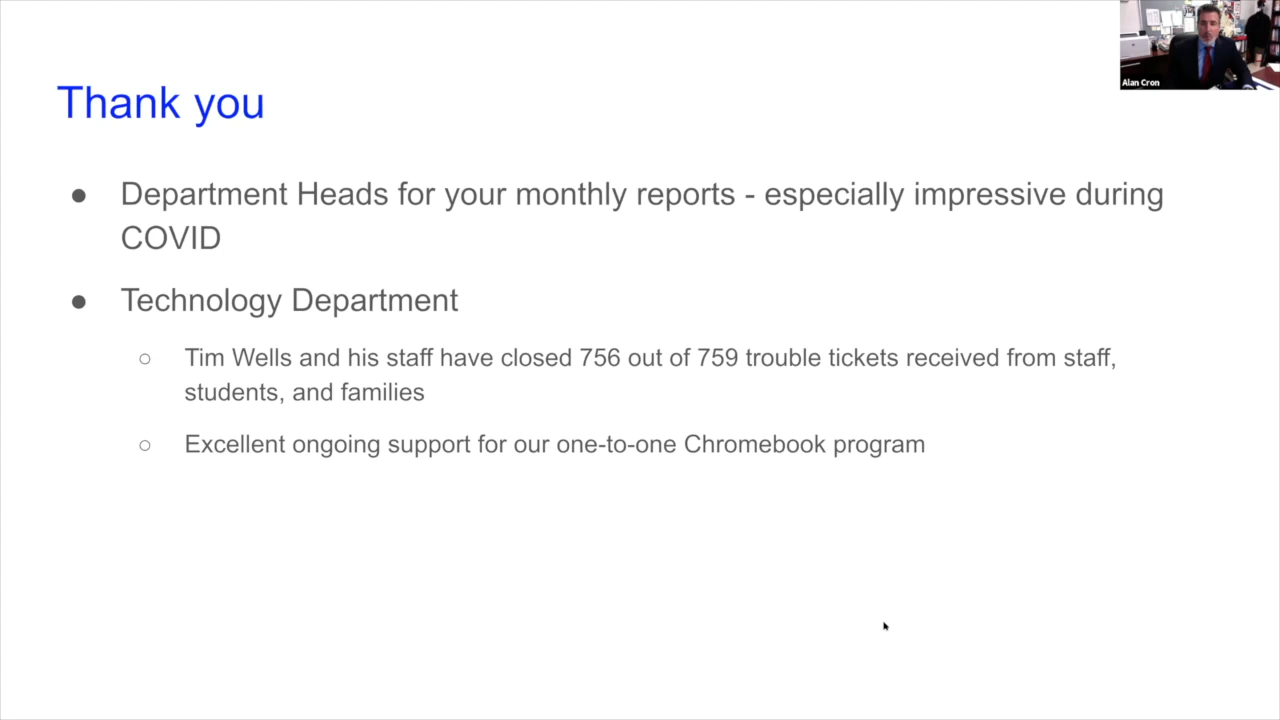 Alan Cron
Thank you
● Department Heads for your monthly reports - especially impressive during
COVID
● Technology Department
○ Tim Wells and his staff have closed 756 out of 759 trouble tickets received from staff,
students, and families
○ Excellent ongoing support for our one-to-one Chromebook program